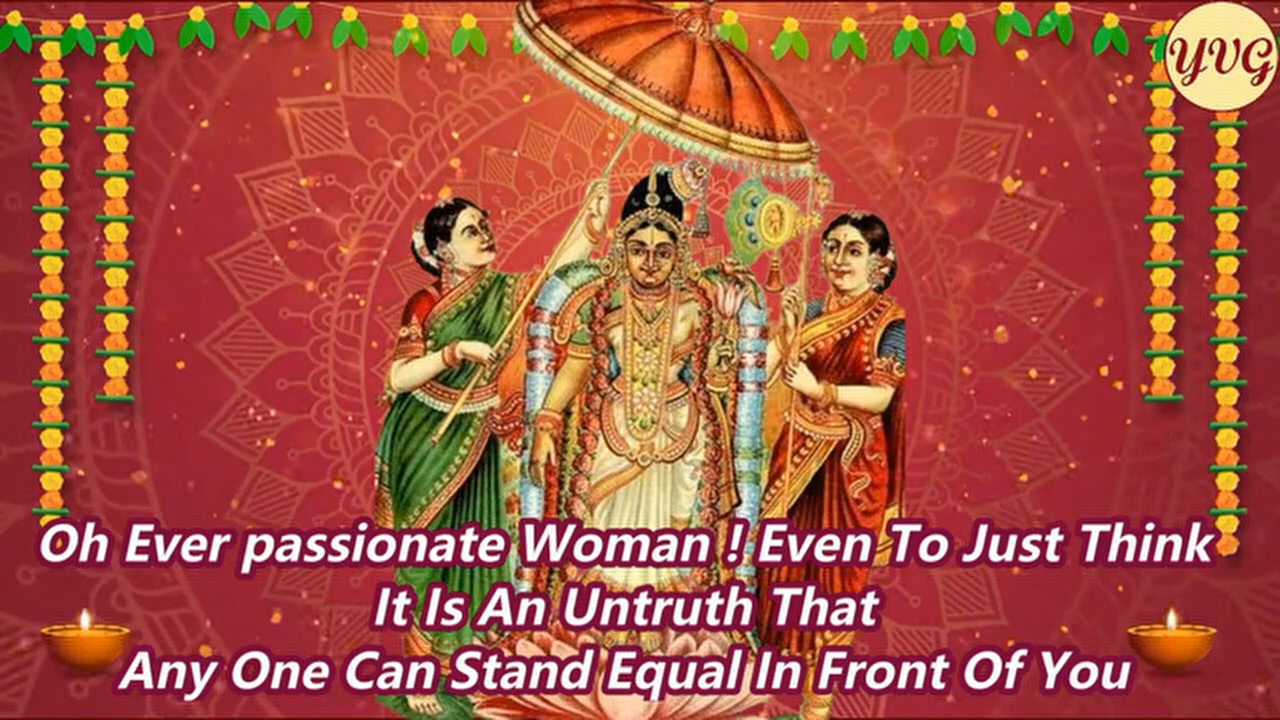 YVG
Oh Ever passionate Woman ! Even To Just Think
It Is An Untruth That
Any One Can Stand Equal In Front Of You